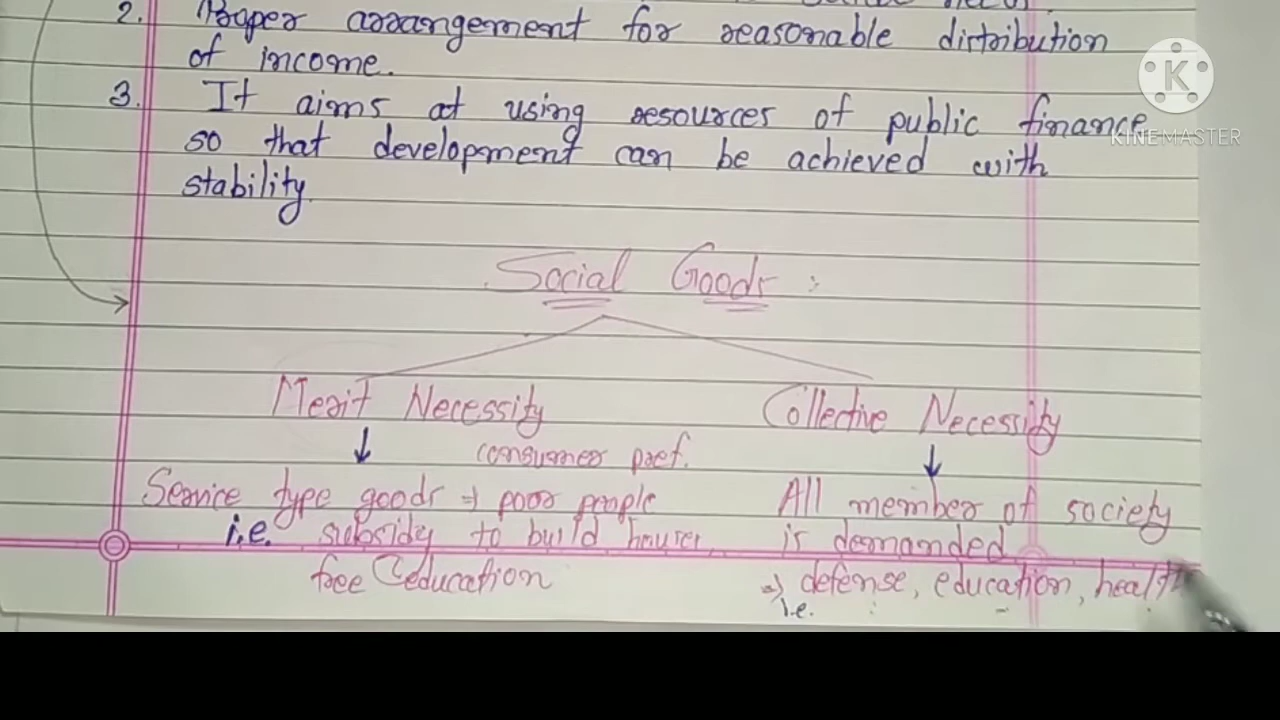 2. Proper arrangement for reasonable distribution
of income.
3. It aims at using resources of public finance
so that development can be achieved with
stability.
Social Goods :
Merit Necessity
Collective Necessity
consumer pref.
Service type goods ⇒ poor people
i.e. subsidy to build houses,
free education
All member of society
is demanded
⇒ defense, education, health
i.e.
K
KINEMASTER